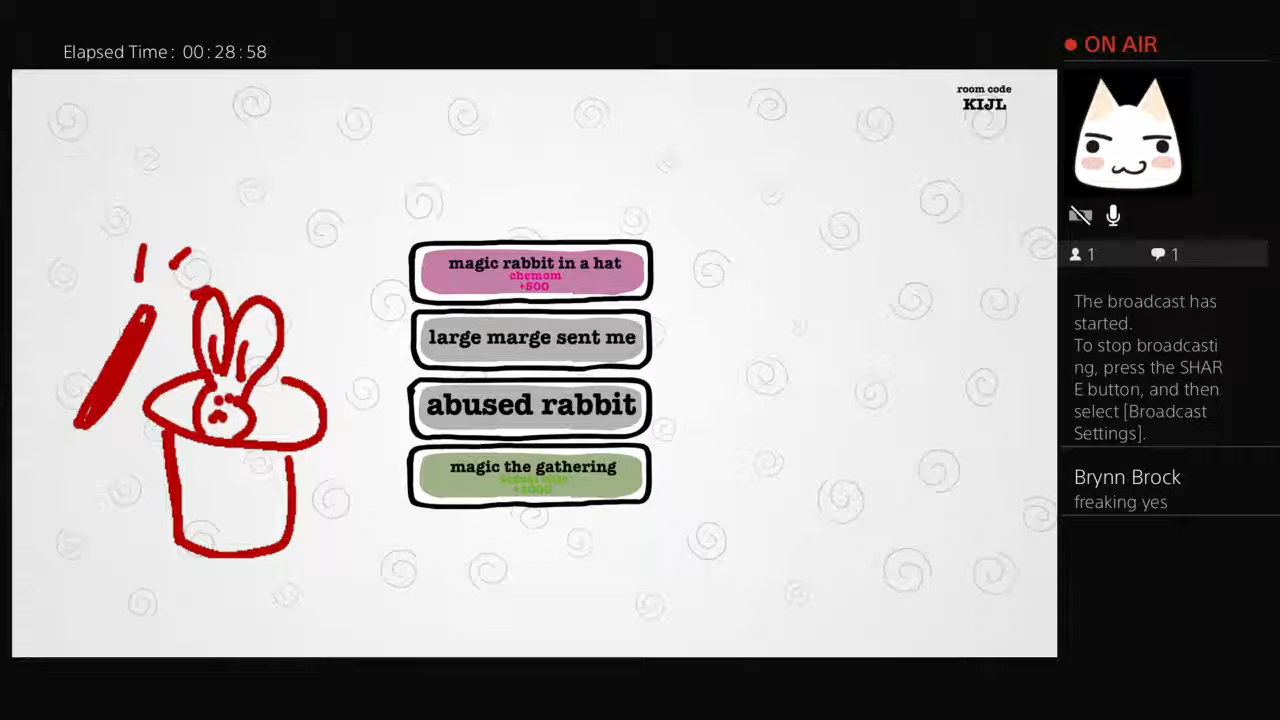 Elapsed Time: 00:28:58
ON AIR
room code
KIJL
1 1
magic rabbit in a hat
chemom
+500
large marge sent me
abused rabbit
magic the gathering
+1000
The broadcast has
started.
To stop broadcasti
ng, press the SHAR
E button, and then
select [Broadcast
Settings].
Brynn Brock
freaking yes